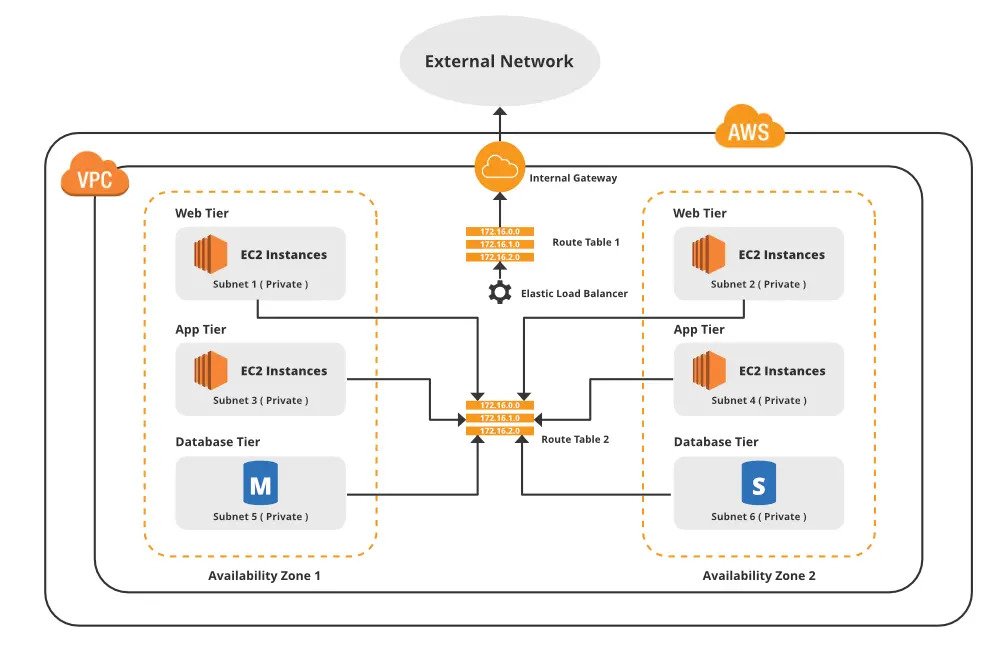 External Network
AWS
VPC
Internal Gateway
Web Tier
EC2 Instances
Subnet 1 ( Private )
172.16.0.0
172.16.1.0
172.16.2.0
Route Table 1
Elastic Load Balancer
Web Tier
EC2 Instances
Subnet 2 ( Private )
App Tier
EC2 Instances
Subnet 3 ( Private )
App Tier
EC2 Instances
Subnet 4 ( Private )
172.16.0.0
172.16.1.0
172.16.2.0
Route Table 2
Database Tier
M
Subnet 5 ( Private )
Database Tier
S
Subnet 6 ( Private )
Availability Zone 1
Availability Zone 2